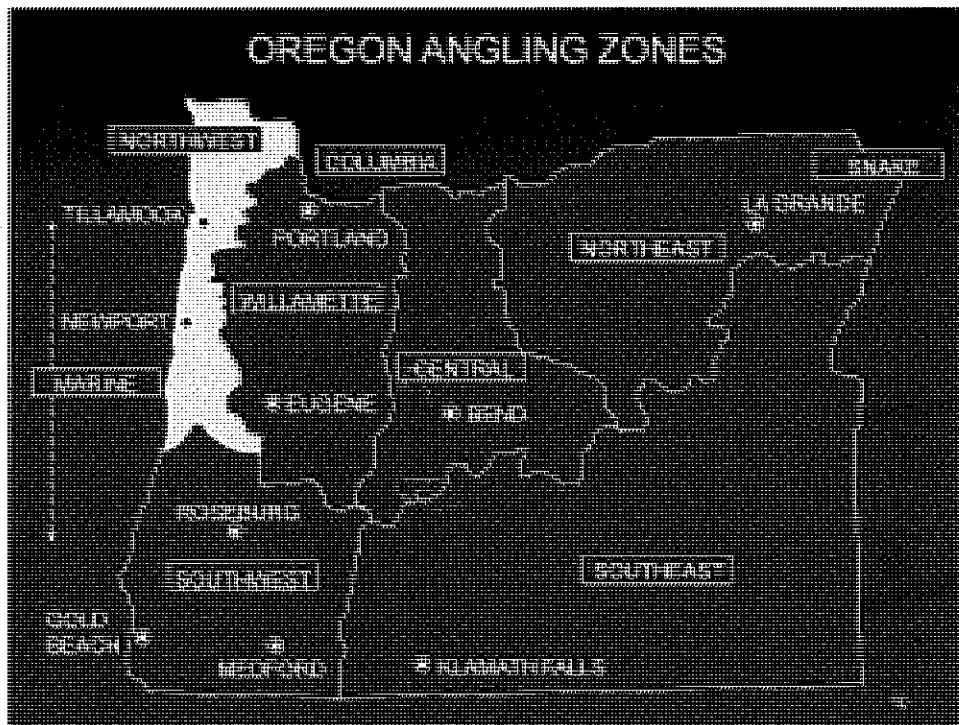 OREGON ANGLING ZONES
NORTHWEST
COLUMBIA
SNAKE
TILLAMOOK
LA GRANDE
PORTLAND
NORTHEAST
WILLAMETTE
NEWPORT
CENTRAL
MARINE
EUGENE
BEND
ROSEBURG
SOUTHWEST
SOUTHEAST
GOLD
BEACH
MEDFORD
KLAMATH FALLS